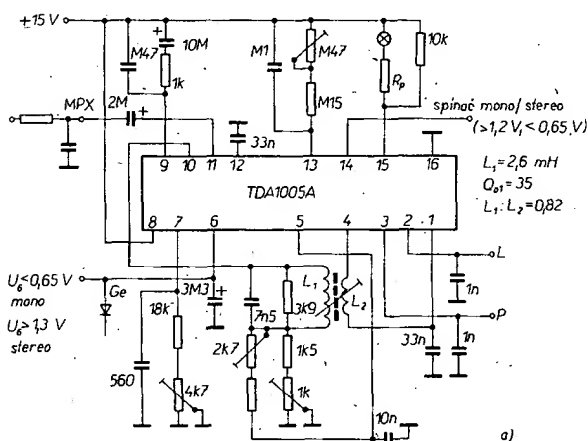 ±15 V
M47
10M
1k
M1
M47
M15
Rp
10k
MPX
2M
33n
spínač mono/stereo
(>1,2 V, <0,65 V)
9 10 11 12 13 14 15 16
TDA1005A
L1=2,6 mH
Q01=35
L1:L2=0,82
8 7 6 5 4 3 2 1
L
U6<0,65 V
mono
Ge
3M3
L1
L2
1n
P
U6>1,3 V
stereo
18k
7n5
3k9
33n
1n
560
4k7
2k7
1k5
1k
10n
a)